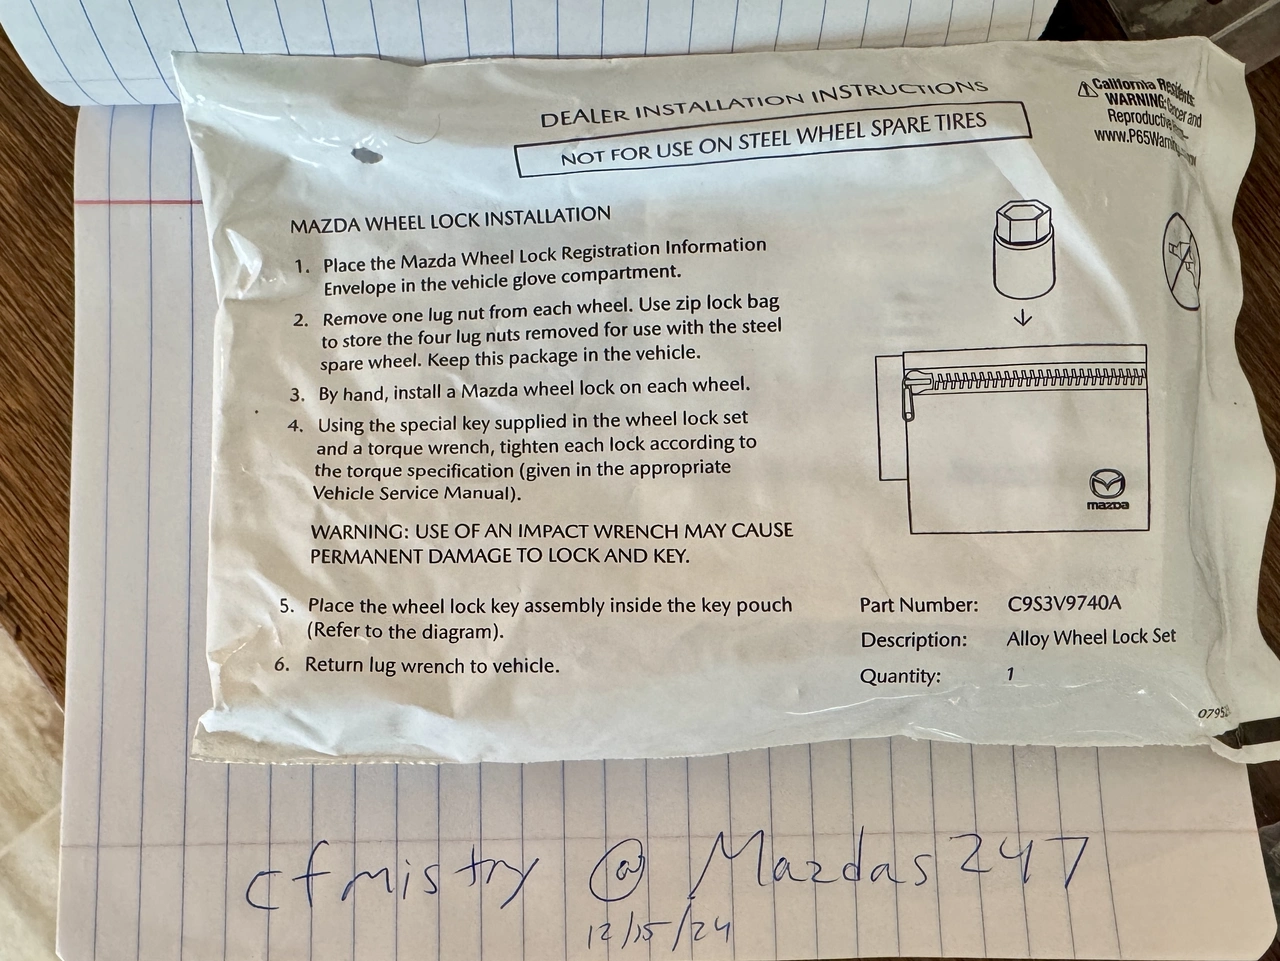 DEALER INSTALLATION INSTRUCTIONS
NOT FOR USE ON STEEL WHEEL SPARE TIRES
California Residents:
WARNING: Cancer and
Reproductive
www.P65Warn
MAZDA WHEEL LOCK INSTALLATION
1. Place the Mazda Wheel Lock Registration Information
Envelope in the vehicle glove compartment.
2. Remove one lug nut from each wheel. Use zip lock bag
to store the four lug nuts removed for use with the steel
spare wheel. Keep this package in the vehicle.
3. By hand, install a Mazda wheel lock on each wheel.
4. Using the special key supplied in the wheel lock set
and a torque wrench, tighten each lock according to
the torque specification (given in the appropriate
Vehicle Service Manual).
WARNING: USE OF AN IMPACT WRENCH MAY CAUSE
PERMANENT DAMAGE TO LOCK AND KEY.
5. Place the wheel lock key assembly inside the key pouch
(Refer to the diagram).
6. Return lug wrench to vehicle.
mazda
Part Number: C9S3V9740A
Description: Alloy Wheel Lock Set
Quantity: 1
0795
cfmistry @ Mazdas247
12/15/24